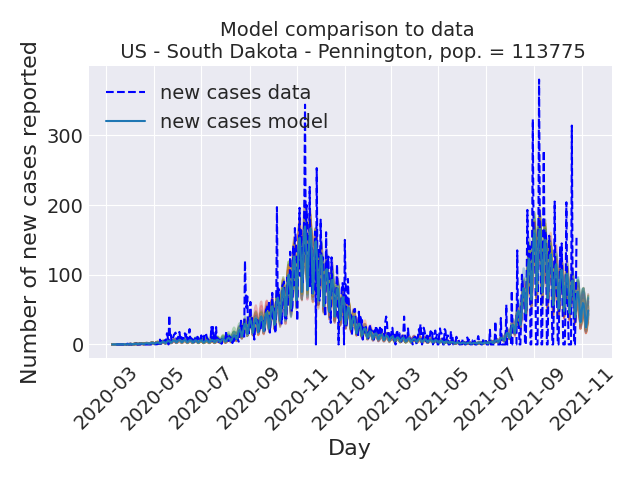 Model comparison to data
US - South Dakota - Pennington, pop. = 113775
Number of new cases reported
new cases data
new cases model
300
200
100
0
2020-03
2020-05
2020-07
2020-09
2020-11
2021-01
2021-03
2021-05
2021-07
2021-09
2021-11
Day